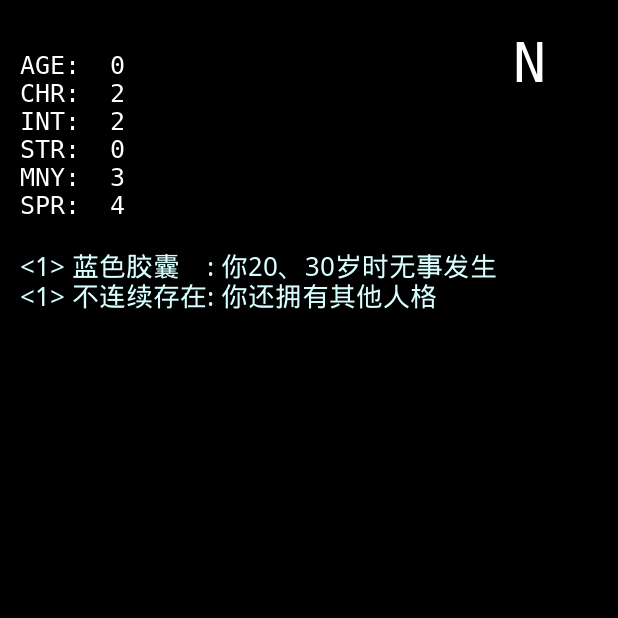 N
AGE: 0
CHR: 2
INT: 2
STR: 0
MNY: 3
SPR: 4
<1> 蓝色胶囊 : 你20、30岁时无事发生
<1> 不连续存在: 你还拥有其他人格